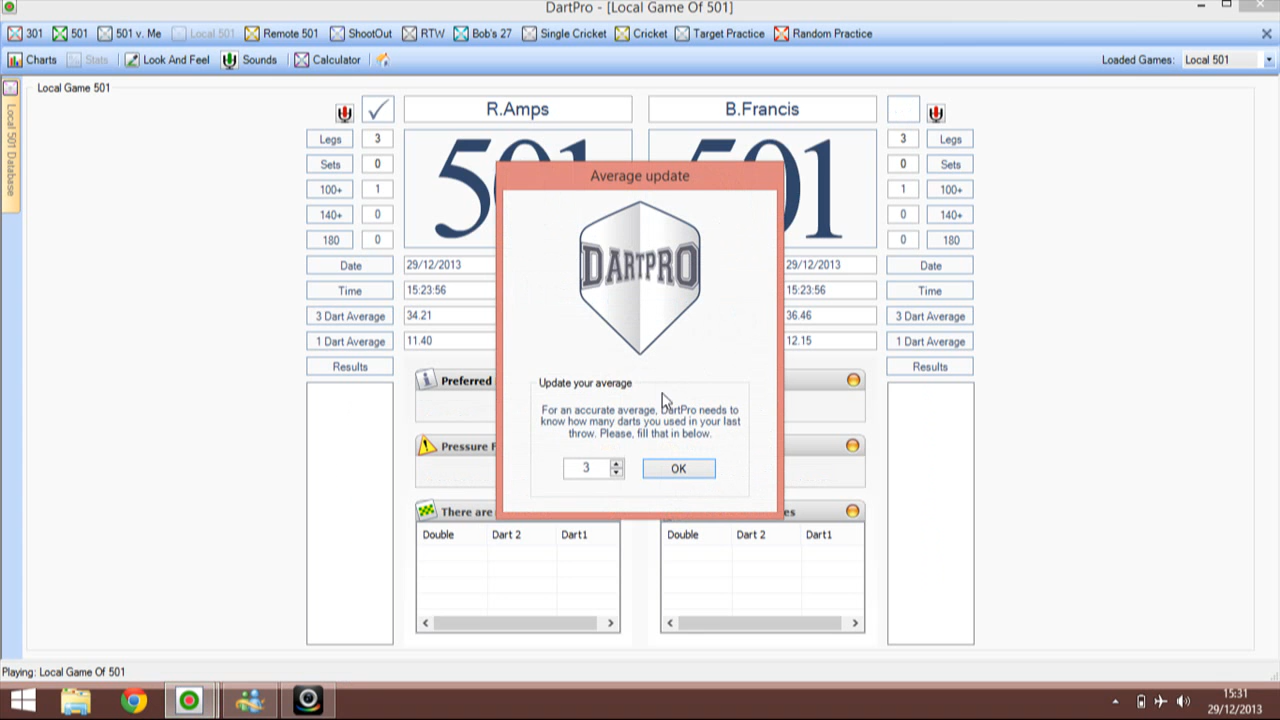 DartPro - [Local Game Of 501]
301 501 501 v. Me Local 501 Remote 501 ShootOut RTW Bob's 27 Single Cricket Cricket Target Practice Random Practice
Charts Stats Look And Feel Sounds Calculator Loaded Games: Local 501
Local 501 Database
Local Game 501
R.Amps B.Francis
Legs 3 3 Legs
Sets 0 0 Sets
100+ 1 1 100+
140+ 0 0 140+
180 0 0 180
Date 29/12/2013 29/12/2013 Date
Time 15:23:56 15:23:56 Time
3 Dart Average 34.21 36.46 3 Dart Average
1 Dart Average 11.40 12.15 1 Dart Average
Results Results
Average update
DARTPRO
Update your average
For an accurate average, DartPro needs to
know how many darts you used in your last
throw. Please, fill that in below.
3 OK
Preferred
Pressure
There are
Double Dart 2 Dart1 Double Dart 2 Dart1
Playing: Local Game Of 501
15:31
29/12/2013